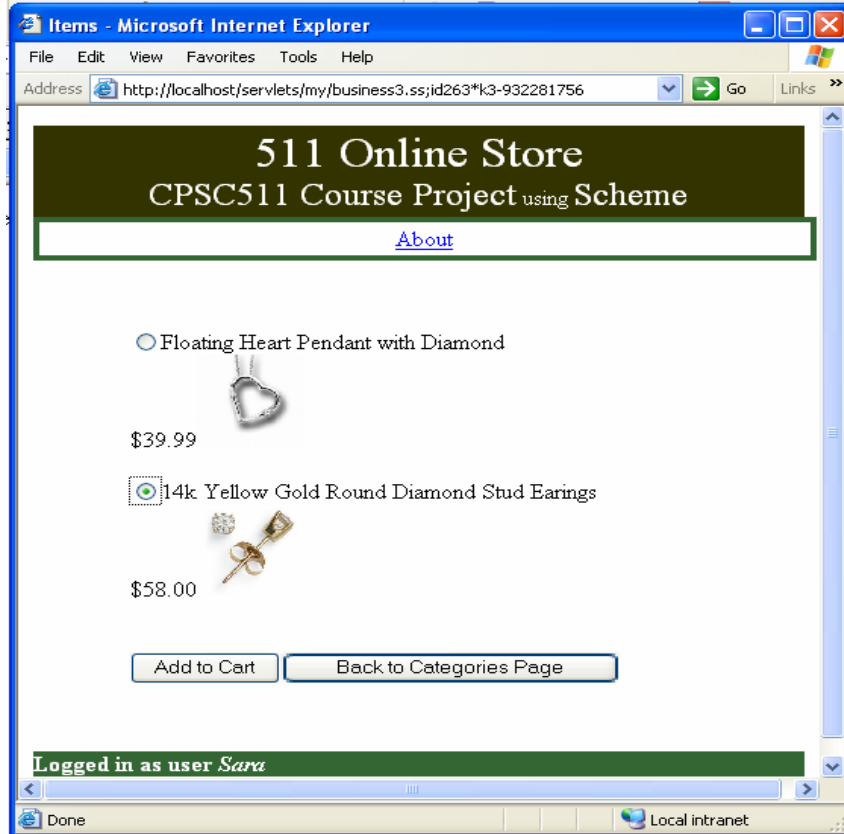 Items - Microsoft Internet Explorer
File Edit View Favorites Tools Help
Address http://localhost/servlets/my/business3.ss;id263*k3-932281756 Go Links »
511 Online Store
CPSC511 Course Project using Scheme
About
Floating Heart Pendant with Diamond
$39.99
14k Yellow Gold Round Diamond Stud Earings
$58.00
Add to Cart Back to Categories Page
Logged in as user Sara
Done Local intranet